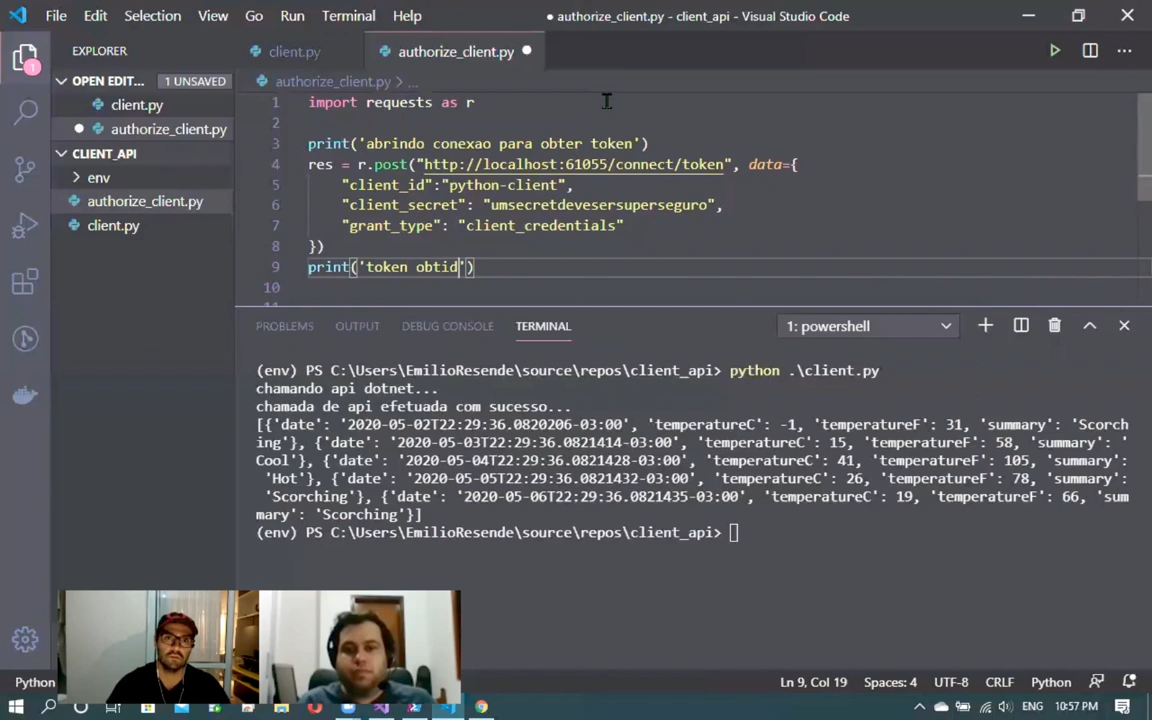 File Edit Selection View Go Run Terminal Help
● authorize_client.py - client_api - Visual Studio Code
EXPLORER
client.py
authorize_client.py
OPEN EDIT...
1 UNSAVED
client.py
authorize_client.py
CLIENT_API
env
authorize_client.py
client.py
1
authorize_client.py > ...
1 import requests as r
2
3 print('abrindo conexao para obter token')
4 res = r.post("http://localhost:61055/connect/token", data={
5 "client_id":"python-client",
6 "client_secret": "umsecretdevesersuperseguro",
7 "grant_type": "client_credentials"
8 })
9 print('token obtid')
10
PROBLEMS OUTPUT DEBUG CONSOLE TERMINAL
1: powershell
(env) PS C:\Users\EmilioResende\source\repos\client_api> python .\client.py
chamando api dotnet...
chamada de api efetuada com sucesso...
[{'date': '2020-05-02T22:29:36.0820206-03:00', 'temperatureC': -1, 'temperatureF': 31, 'summary': 'Scorch
ing'}, {'date': '2020-05-03T22:29:36.0821414-03:00', 'temperatureC': 15, 'temperatureF': 58, 'summary': '
Cool'}, {'date': '2020-05-04T22:29:36.0821428-03:00', 'temperatureC': 41, 'temperatureF': 105, 'summary':
'Hot'}, {'date': '2020-05-05T22:29:36.0821432-03:00', 'temperatureC': 26, 'temperatureF': 78, 'summary':
'Scorching'}, {'date': '2020-05-06T22:29:36.0821435-03:00', 'temperatureC': 19, 'temperatureF': 66, 'sum
mary': 'Scorching'}]
(env) PS C:\Users\EmilioResende\source\repos\client_api>
Python
Ln 9, Col 19 Spaces: 4 UTF-8 CRLF Python
ENG 10:57 PM